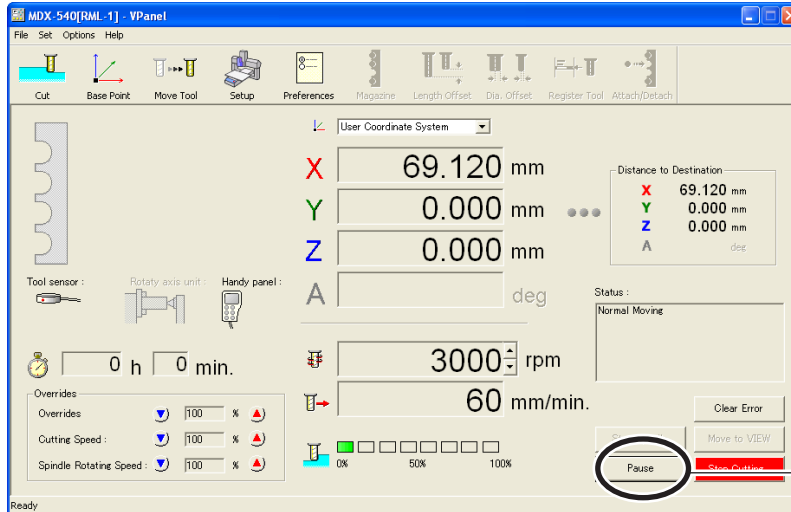 MDX-540[RML-1] - VPanel
File Set Options Help
Cut Base Point Move Tool Setup Preferences Magazine Length Offset Dia. Offset Register Tool Attach/Detach
User Coordinate System
X 69.120 mm
Y 0.000 mm
Z 0.000 mm
A deg
Distance to Destination
X 69.120 mm
Y 0.000 mm
Z 0.000 mm
A deg
Tool sensor : Rotaty axis unit : Handy panel :
Status :
Normal Moving
0 h 0 min.
3000 rpm
60 mm/min.
Overrides
Overrides 100 %
Cutting Speed : 100 %
Spindle Rotating Speed : 100 %
0% 50% 100%
Clear Error
Move to VIEW
Pause Stop Cutting
Ready